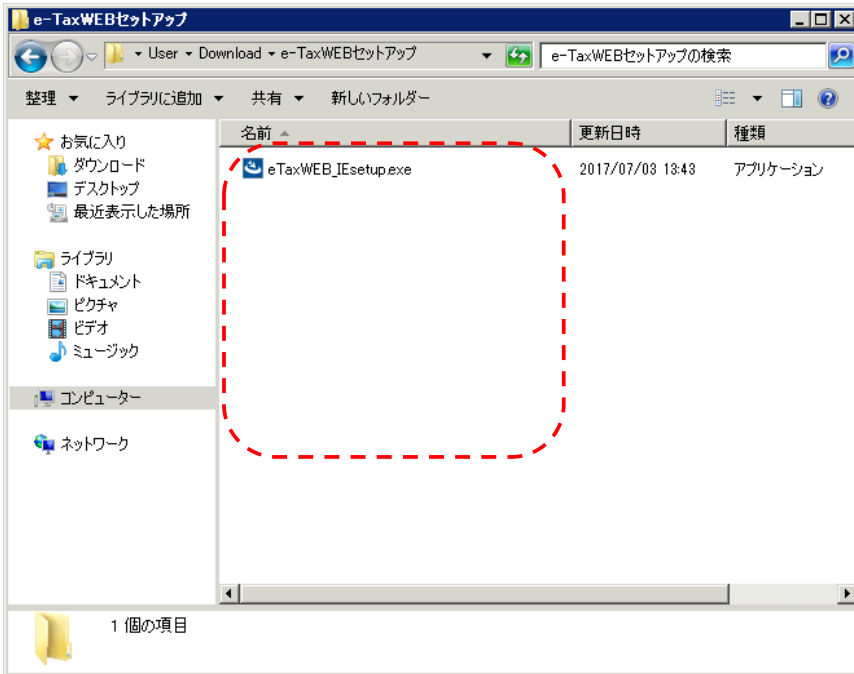 e-TaxWEBセットアップ
User Download e-TaxWEBセットアップ
e-TaxWEBセットアップの検索
整理 ライブラリに追加 共有 新しいフォルダー
名前 更新日時 種類
お気に入り
ダウンロード
デスクトップ
最近表示した場所
ライブラリ
ドキュメント
ピクチャ
ビデオ
ミュージック
コンピューター
ネットワーク
eTaxWEB_IEsetup.exe 2017/07/03 13:43 アプリケーション
1 個の項目